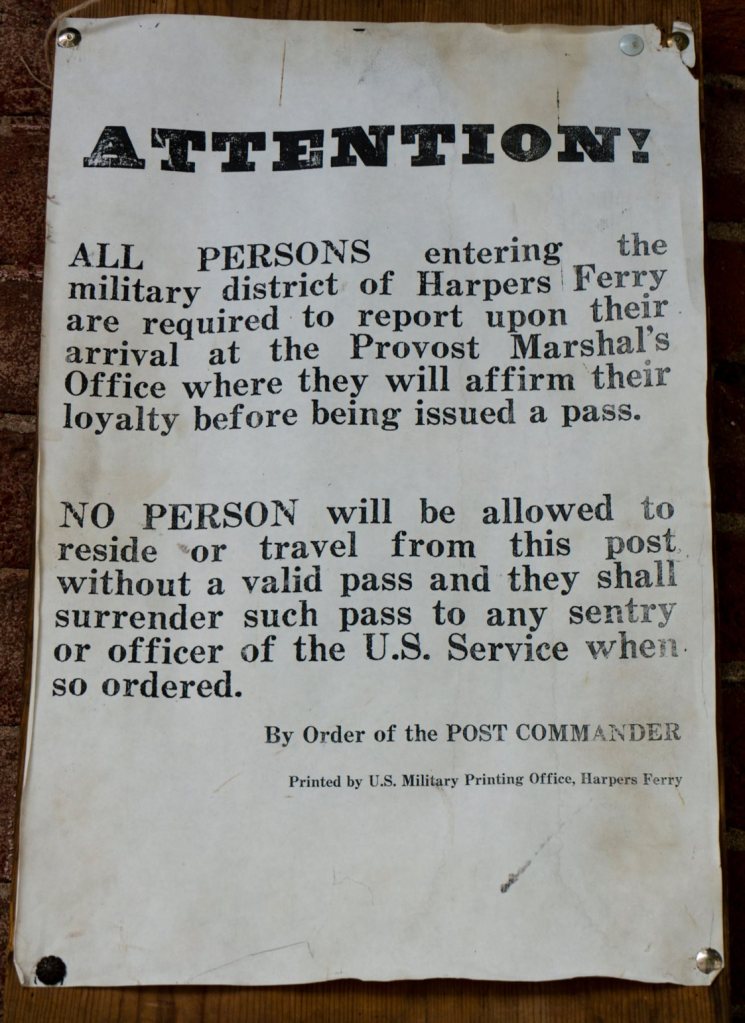 ATTENTION!
ALL PERSONS entering the
military district of Harpers Ferry
are required to report upon their
arrival at the Provost Marshal's
Office where they will affirm their
loyalty before being issued a pass.
NO PERSON will be allowed to
reside or travel from this post
without a valid pass and they shall
surrender such pass to any sentry
or officer of the U.S. Service when
so ordered.
By Order of the POST COMMANDER
Printed by U.S. Military Printing Office, Harpers Ferry